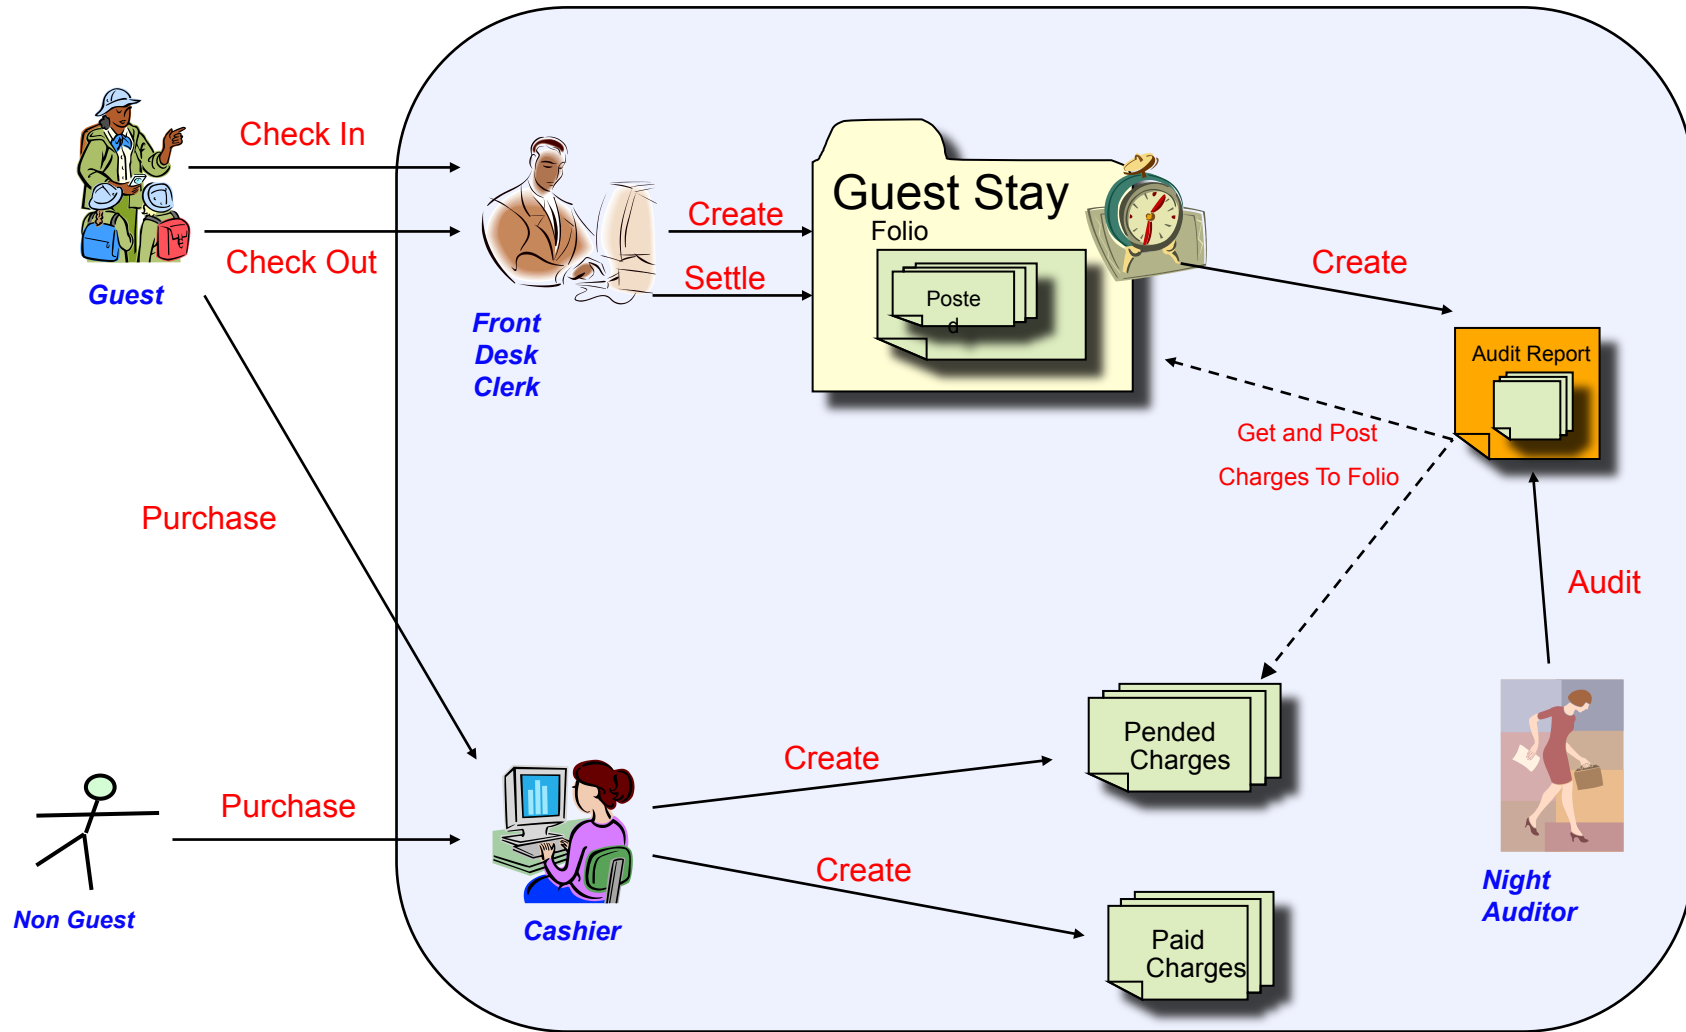 Check In
Check Out
Guest
Front
Desk
Clerk
Create
Settle
Guest Stay
Folio
Poste
d
Create
Audit Report
Get and Post
Charges To Folio
Purchase
Audit
Purchase
Non Guest
Cashier
Create
Pended
Charges
Create
Paid
Charges
Night
Auditor